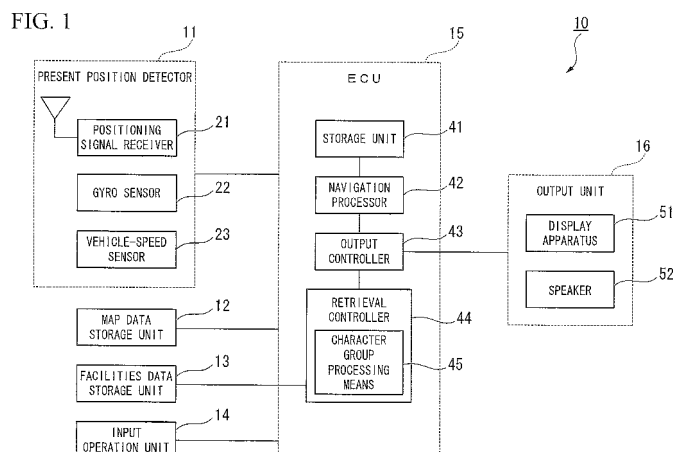 FIG. 1
10
11
PRESENT POSITION DETECTOR
POSITIONING
SIGNAL RECEIVER
21
GYRO SENSOR
22
VEHICLE-SPEED
SENSOR
23
MAP DATA
STORAGE UNIT
12
FACILITIES DATA
STORAGE UNIT
13
INPUT
OPERATION UNIT
14
15
ECU
STORAGE UNIT
41
NAVIGATION
PROCESSOR
42
OUTPUT
CONTROLLER
43
RETRIEVAL
CONTROLLER
44
CHARACTER
GROUP
PROCESSING
MEANS
45
16
OUTPUT UNIT
DISPLAY
APPARATUS
51
SPEAKER
52